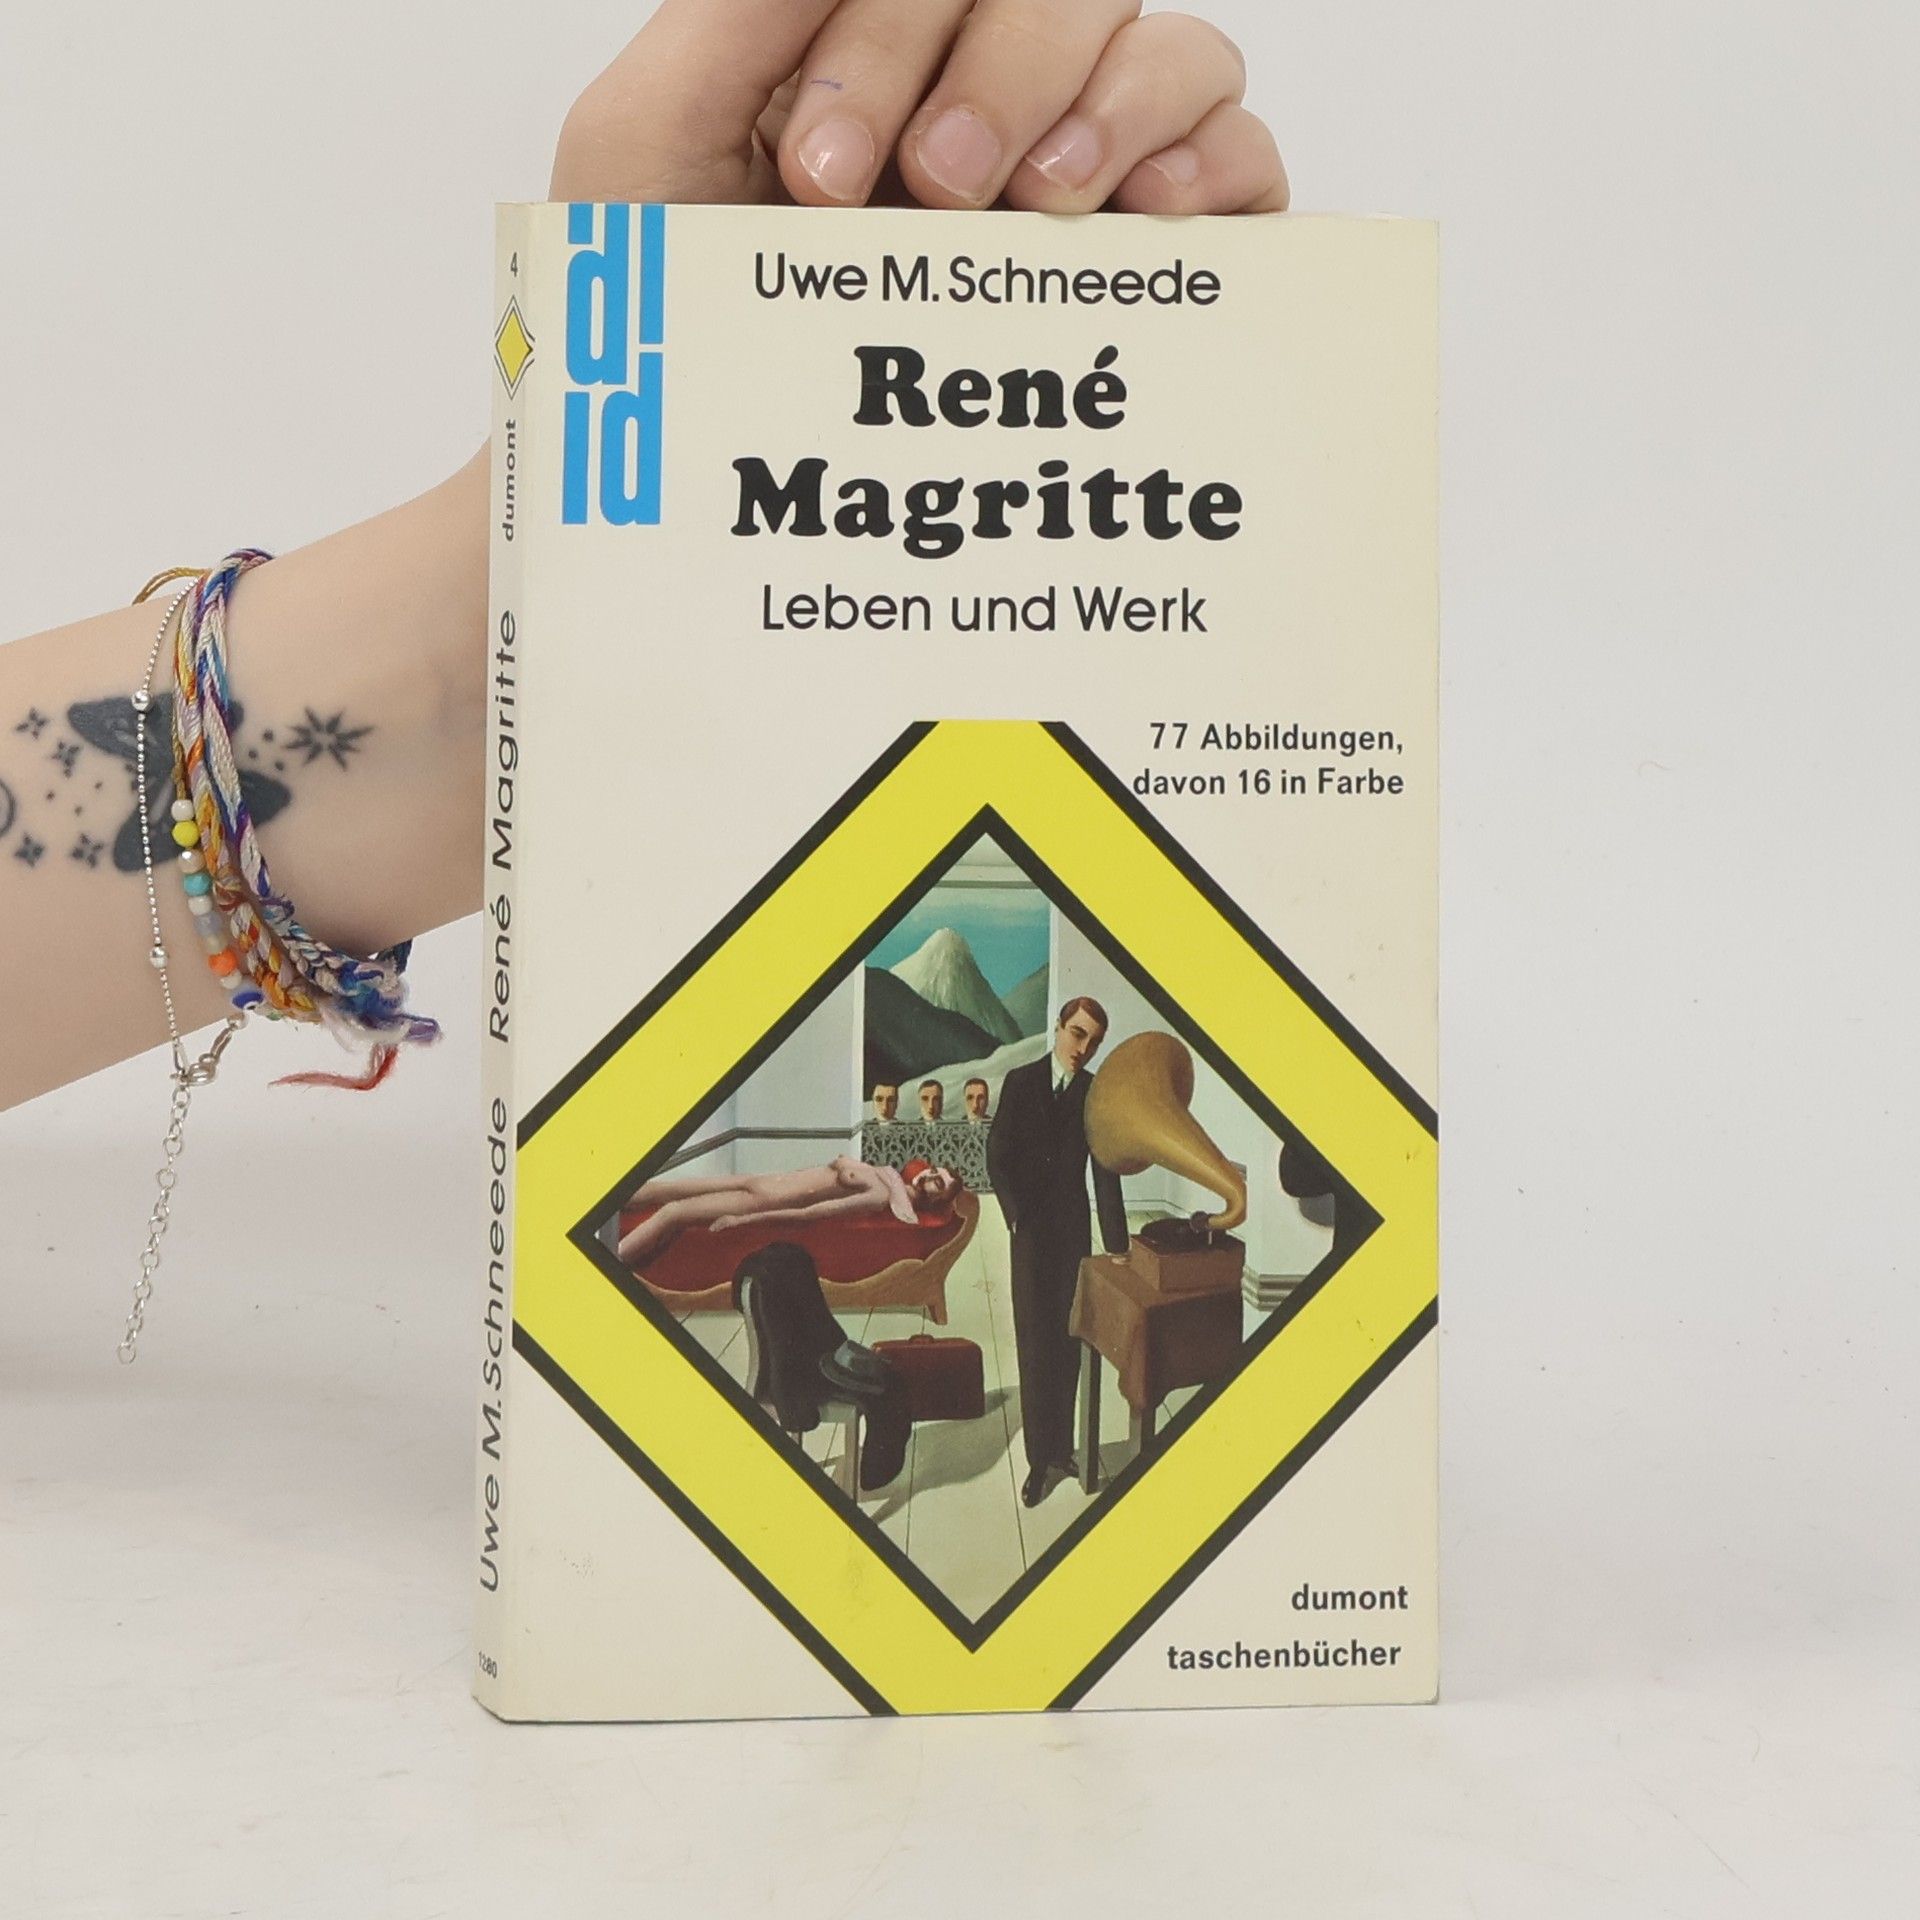 Uwe M. Schneede
René
Magritte
Leben und Werk
77 Abbildungen,
davon 16 in Farbe
dumont
taschenbücher
4
dumont
René Magritte
Uwe M. Schneede
1280